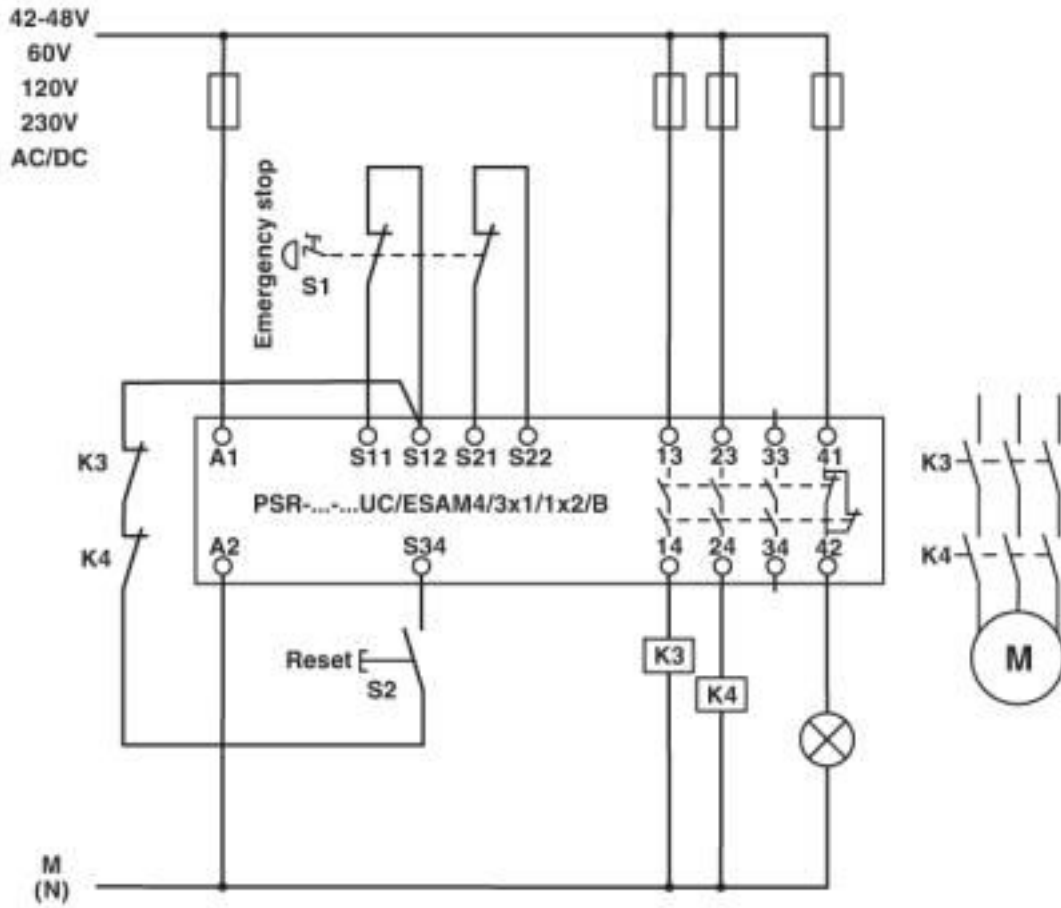 42-48V
60V
120V
230V
AC/DC
Emergency stop
S1
K3
K4
A1
S11
S12
S21
S22
13
23
33
41
PSR-...-...UC/ESAM4/3x1/1x2/B
A2
S34
14
24
34
42
K3
K4
Reset
S2
K3
K4
M
M
(N)